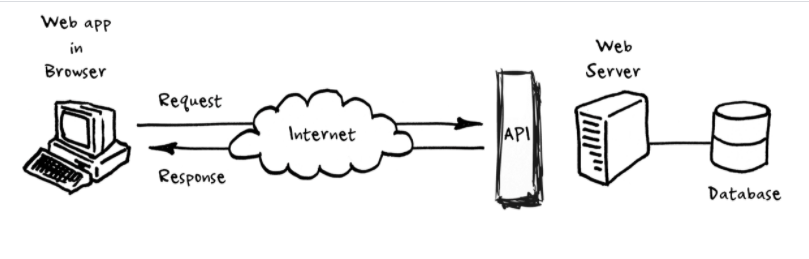 Web app
in
Browser
Request
Response
Internet
API
Web
Server
Database